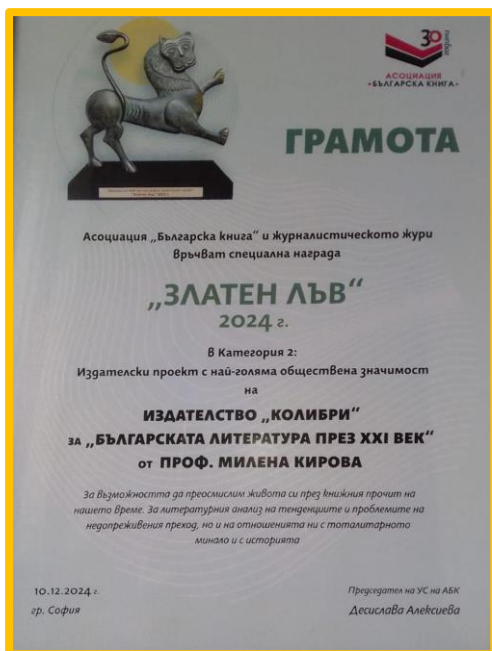 30
години
АСОЦИАЦИЯ
«БЪЛГАРСКА КНИГА»
ГРАМОТА
Асоциация „Българска книга“ и журналистическото жури
връчват специална награда
„ЗЛАТЕН ЛЪВ“
2024 г.
в Категория 2:
Издателски проект с най-голяма обществена значимост
на
ИЗДАТЕЛСТВО „КОЛИБРИ“
ЗА „БЪЛГАРСКАТА ЛИТЕРАТУРА ПРЕЗ XXI ВЕК“
от ПРОФ. МИЛЕНА КИРОВА
За възможността да преосмислим живота си през книжния прочит на
нашето време. За литературния анализ на тенденциите и проблемите на
недопреживения преход, но и на отношенията ни с тоталитарното
минало и с историята
10.12.2024 г.
гр. София
Председател на УС на АБК
Десислава Алексиева